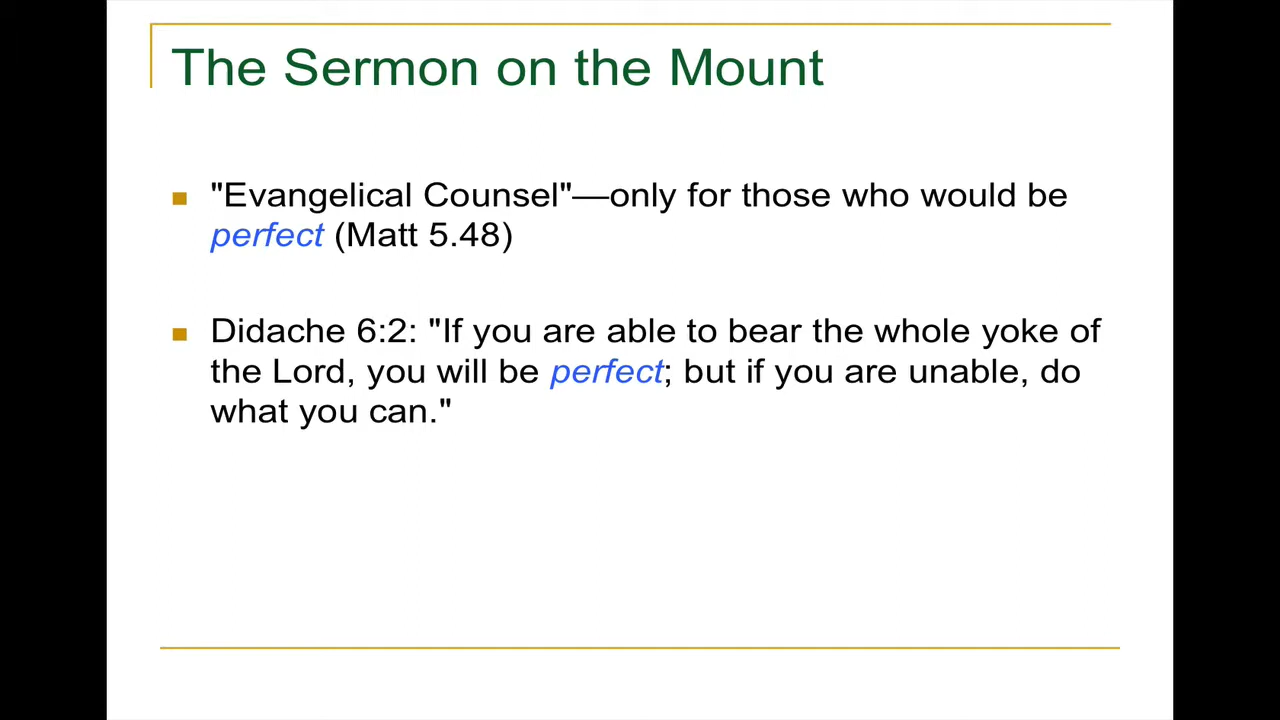 The Sermon on the Mount
"Evangelical Counsel"—only for those who would be
perfect (Matt 5.48)
Didache 6:2: "If you are able to bear the whole yoke of
the Lord, you will be perfect; but if you are unable, do
what you can."